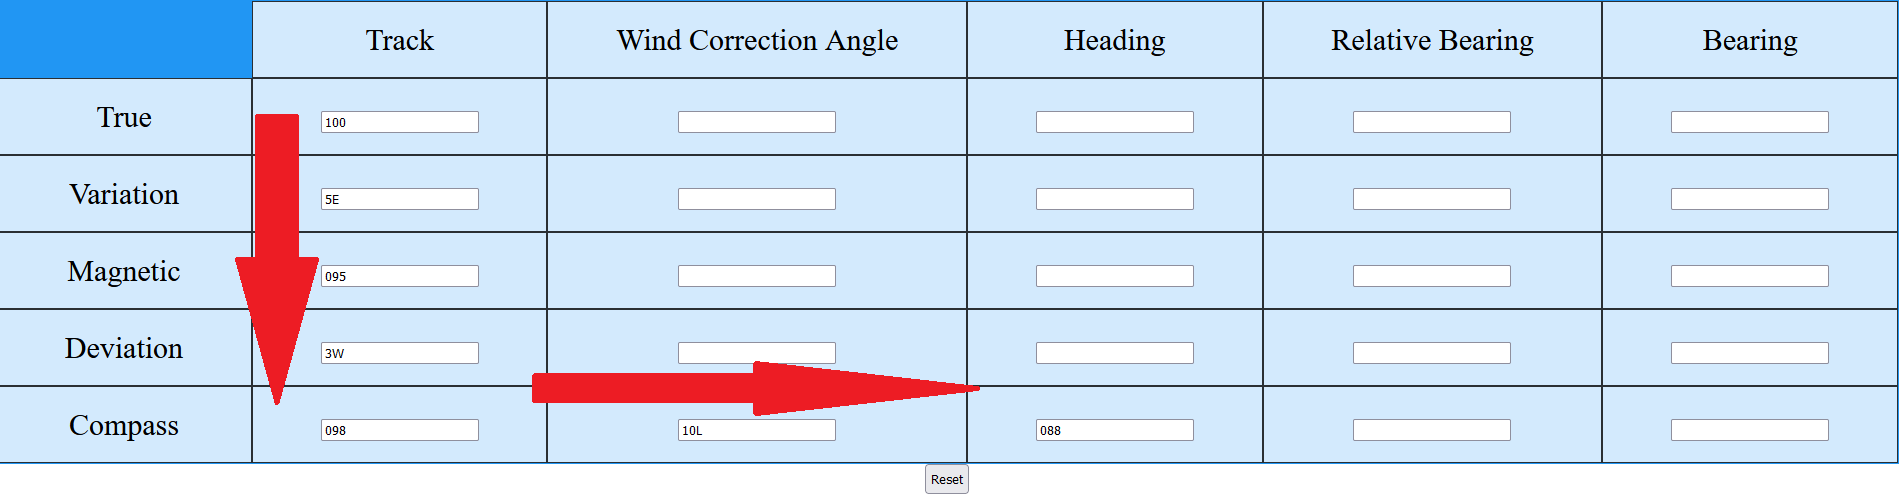 Track Wind Correction Angle Heading Relative Bearing Bearing
True 100
Variation 5E
Magnetic 095
Deviation 3W
Compass 098 10L 088
Reset